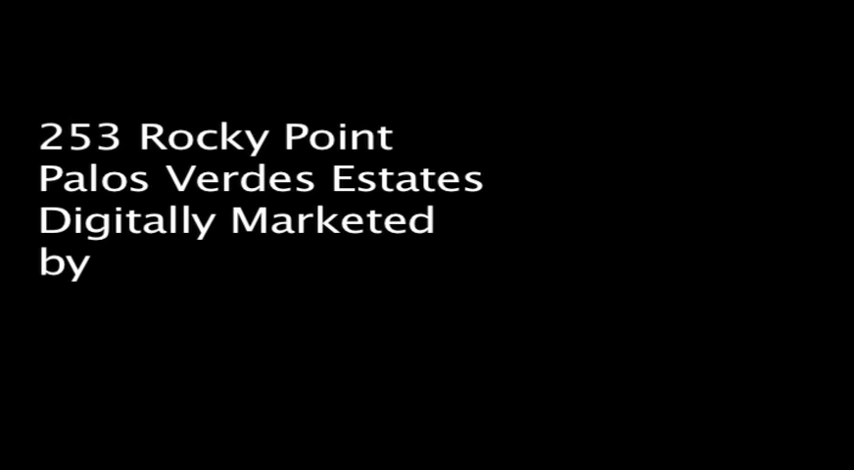 253 Rocky Point
Palos Verdes Estates
Digitally Marketed
by